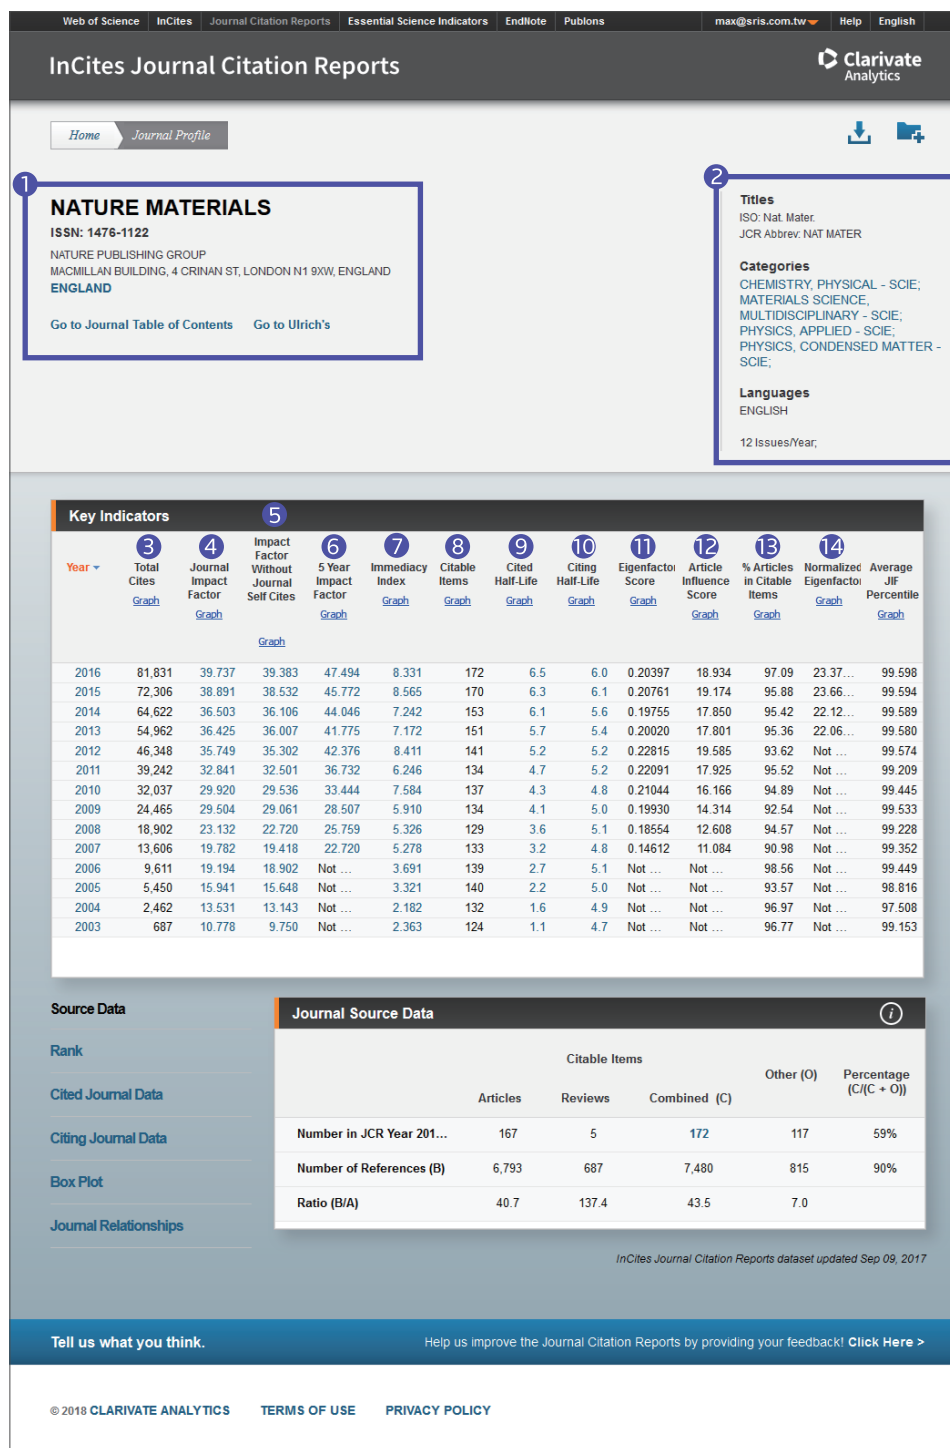 Web of Science InCites Journal Citation Reports Essential Science Indicators EndNote Publons max@sris.com.tw Help English
InCites Journal Citation Reports
Clarivate
Analytics
Home Journal Profile
1
NATURE MATERIALS
ISSN: 1476-1122
NATURE PUBLISHING GROUP
MACMILLAN BUILDING, 4 CRINAN ST, LONDON N1 9XW, ENGLAND
ENGLAND
Go to Journal Table of Contents Go to Ulrich's
2
Titles
ISO: Nat. Mater.
JCR Abbrev: NAT MATER
Categories
CHEMISTRY, PHYSICAL - SCIE;
MATERIALS SCIENCE,
MULTIDISCIPLINARY - SCIE;
PHYSICS, APPLIED - SCIE;
PHYSICS, CONDENSED MATTER -
SCIE;
Languages
ENGLISH
12 Issues/Year;
Key Indicators
3 4 5 6 7 8 9 10 11 12 13 14
Year
Total
Cites
Graph
Journal
Impact
Factor
Graph
Impact
Factor
Without
Journal
Self Cites
Graph
5 Year
Impact
Factor
Graph
Immediacy
Index
Graph
Citable
Items
Graph
Cited
Half-Life
Graph
Citing
Half-Life
Graph
Eigenfactor
Score
Graph
Article
Influence
Score
Graph
% Articles
in Citable
Items
Graph
Normalized
Eigenfactor
Graph
Average
JIF
Percentile
Graph
2016 81,831 39.737 39.383 47.494 8.331 172 6.5 6.0 0.20397 18.934 97.09 23.37... 99.598
2015 72,306 38.891 38.532 45.772 8.565 170 6.3 6.1 0.20761 19.174 95.88 23.66... 99.594
2014 64,622 36.503 36.106 44.046 7.242 153 6.1 5.6 0.19755 17.850 95.42 22.12... 99.589
2013 54,962 36.425 36.007 41.775 7.172 151 5.7 5.4 0.20020 17.801 95.36 22.06... 99.580
2012 46,348 35.749 35.302 42.376 8.411 141 5.2 5.2 0.22815 19.585 93.62 Not ... 99.574
2011 39,242 32.841 32.501 36.732 6.246 134 4.7 5.2 0.22091 17.925 95.52 Not ... 99.209
2010 32,037 29.920 29.536 33.444 7.584 137 4.3 4.8 0.21044 16.166 94.89 Not ... 99.445
2009 24,465 29.504 29.061 28.507 5.910 134 4.1 5.0 0.19930 14.314 92.54 Not ... 99.533
2008 18,902 23.132 22.720 25.759 5.326 129 3.6 5.1 0.18554 12.608 94.57 Not ... 99.228
2007 13,606 19.782 19.418 22.720 5.278 133 3.2 4.8 0.14612 11.084 90.98 Not ... 99.352
2006 9,611 19.194 18.902 Not ... 3.691 139 2.7 5.1 Not ... Not ... 98.56 Not ... 99.449
2005 5,450 15.941 15.648 Not ... 3.321 140 2.2 5.0 Not ... Not ... 93.57 Not ... 98.816
2004 2,462 13.531 13.143 Not ... 2.182 132 1.6 4.9 Not ... Not ... 96.97 Not ... 97.508
2003 687 10.778 9.750 Not ... 2.363 124 1.1 4.7 Not ... Not ... 96.77 Not ... 99.153
Source Data
Rank
Cited Journal Data
Citing Journal Data
Box Plot
Journal Relationships
Journal Source Data
Citable Items
Articles Reviews Combined (C) Other (O) Percentage
(C/(C + O))
Number in JCR Year 201... 167 5 172 117 59%
Number of References (B) 6,793 687 7,480 815 90%
Ratio (B/A) 40.7 137.4 43.5 7.0
InCites Journal Citation Reports dataset updated Sep 09, 2017
Tell us what you think. Help us improve the Journal Citation Reports by providing your feedback! Click Here >
© 2018 CLARIVATE ANALYTICS TERMS OF USE PRIVACY POLICY